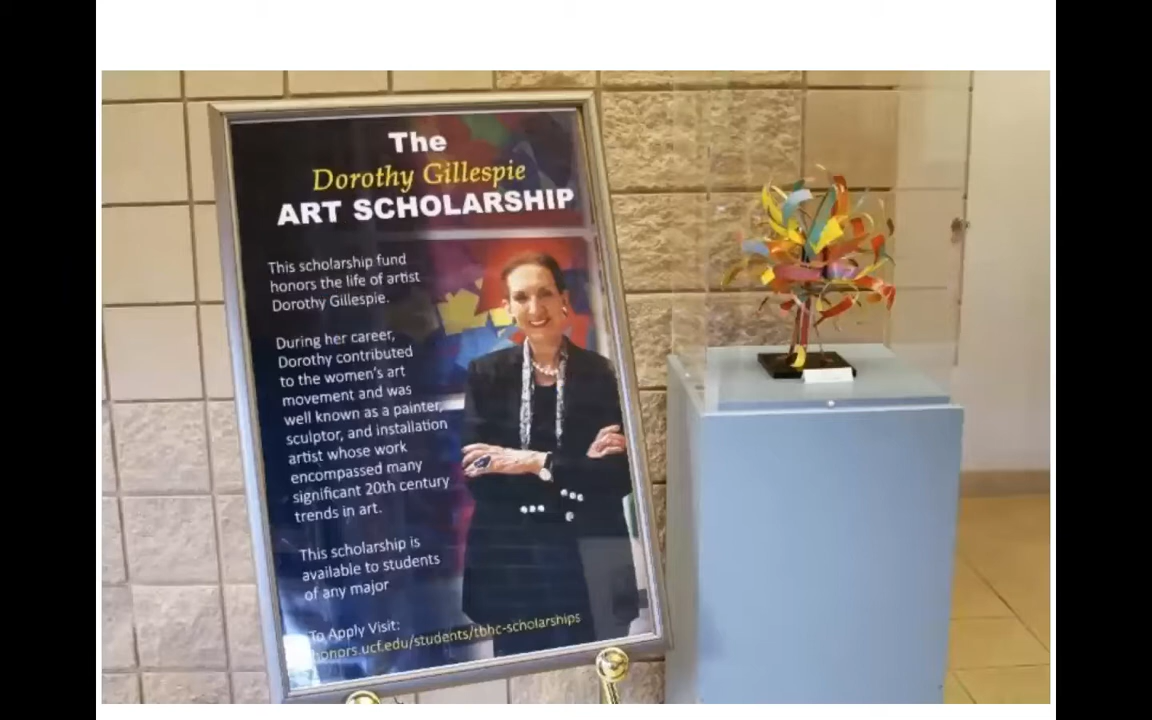 The
Dorothy Gillespie
ART SCHOLARSHIP
This scholarship fund
honors the life of artist
Dorothy Gillespie.
During her career,
Dorothy contributed
to the women's art
movement and was
well known as a painter,
sculptor, and installation
artist whose work
encompassed many
significant 20th century
trends in art.
This scholarship is
available to students
of any major
To Apply Visit:
honors.ucf.edu/students/tbhc-scholarships